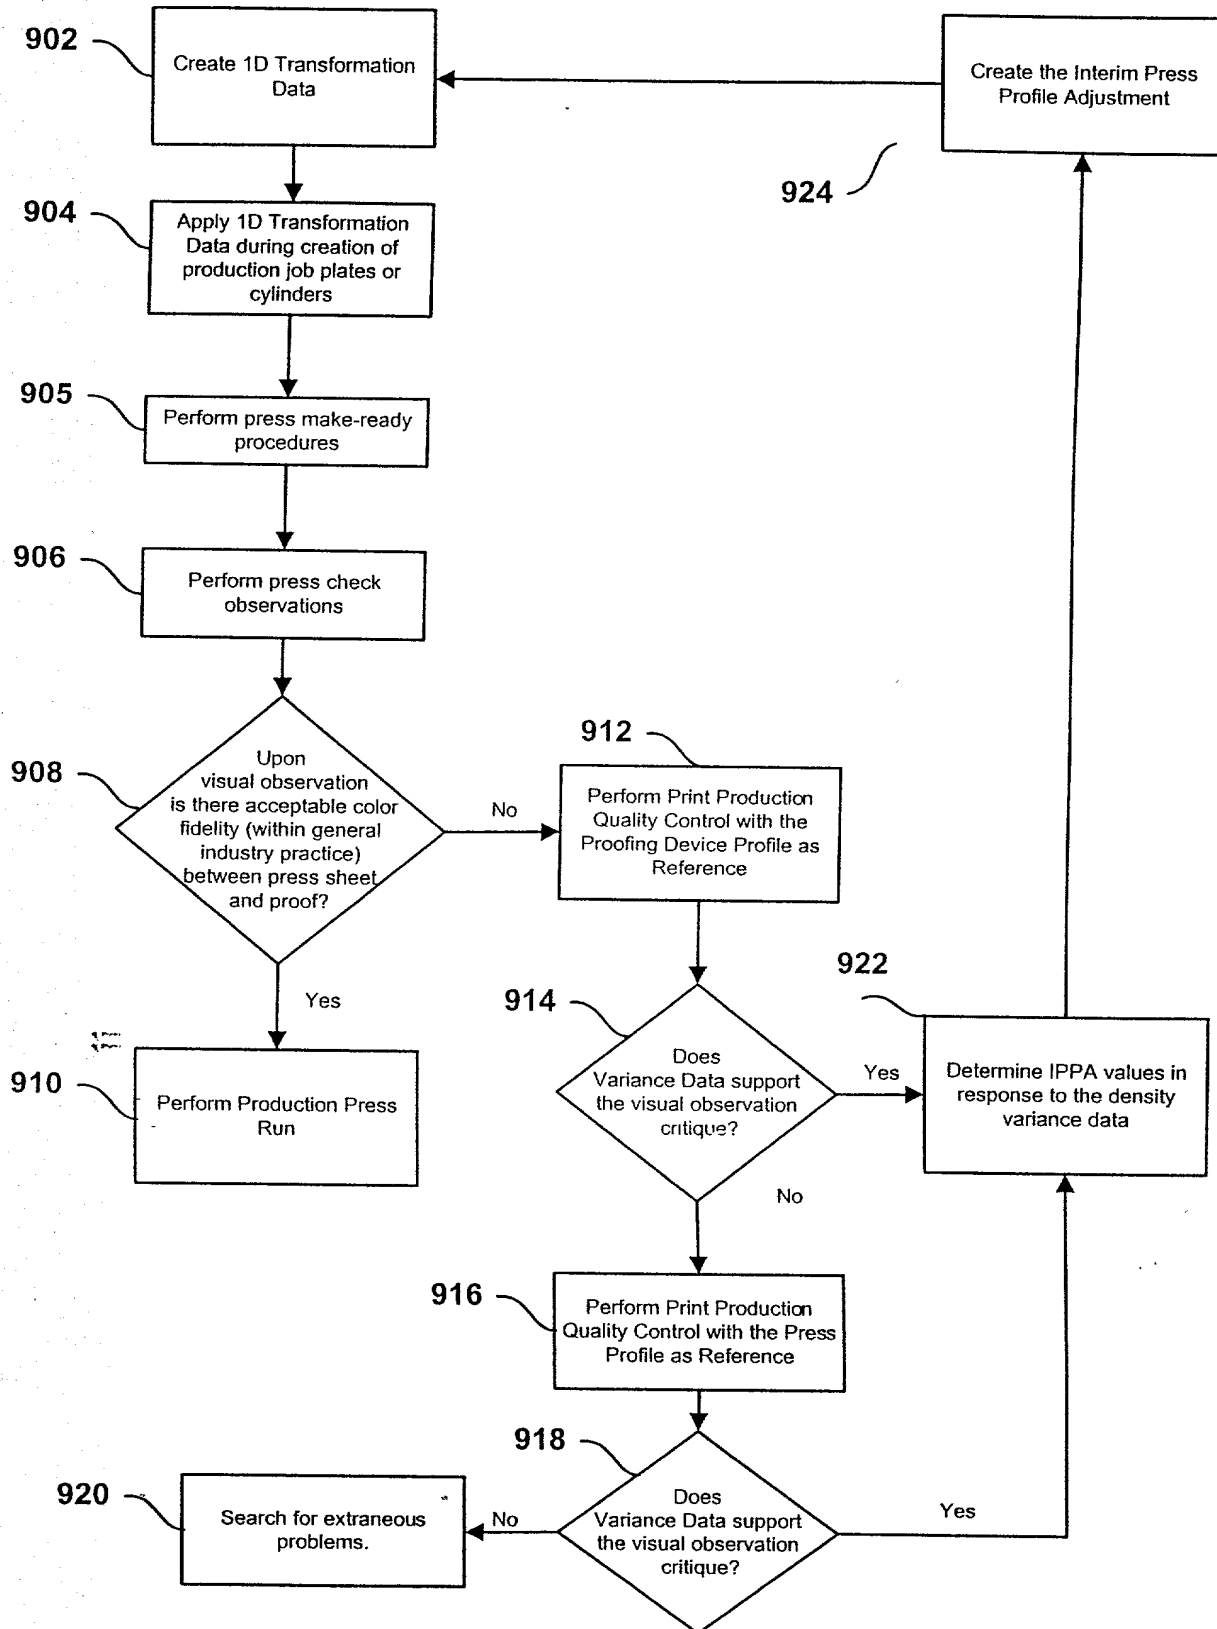 902
Create 1D Transformation
Data
Create the Interim Press
Profile Adjustment
924
904
Apply 1D Transformation
Data during creation of
production job plates or
cylinders
905
Perform press make-ready
procedures
906
Perform press check
observations
908
Upon
visual observation
is there acceptable color
fidelity (within general
industry practice)
between press sheet
and proof?
No
Yes
912
Perform Print Production
Quality Control with the
Proofing Device Profile as
Reference
910
Perform Production Press
Run
914
Does
Variance Data support
the visual observation
critique?
Yes
No
922
Determine IPPA values in
response to the density
variance data
916
Perform Print Production
Quality Control with the Press
Profile as Reference
918
Does
Variance Data support
the visual observation
critique?
No
Yes
920
Search for extraneous
problems.